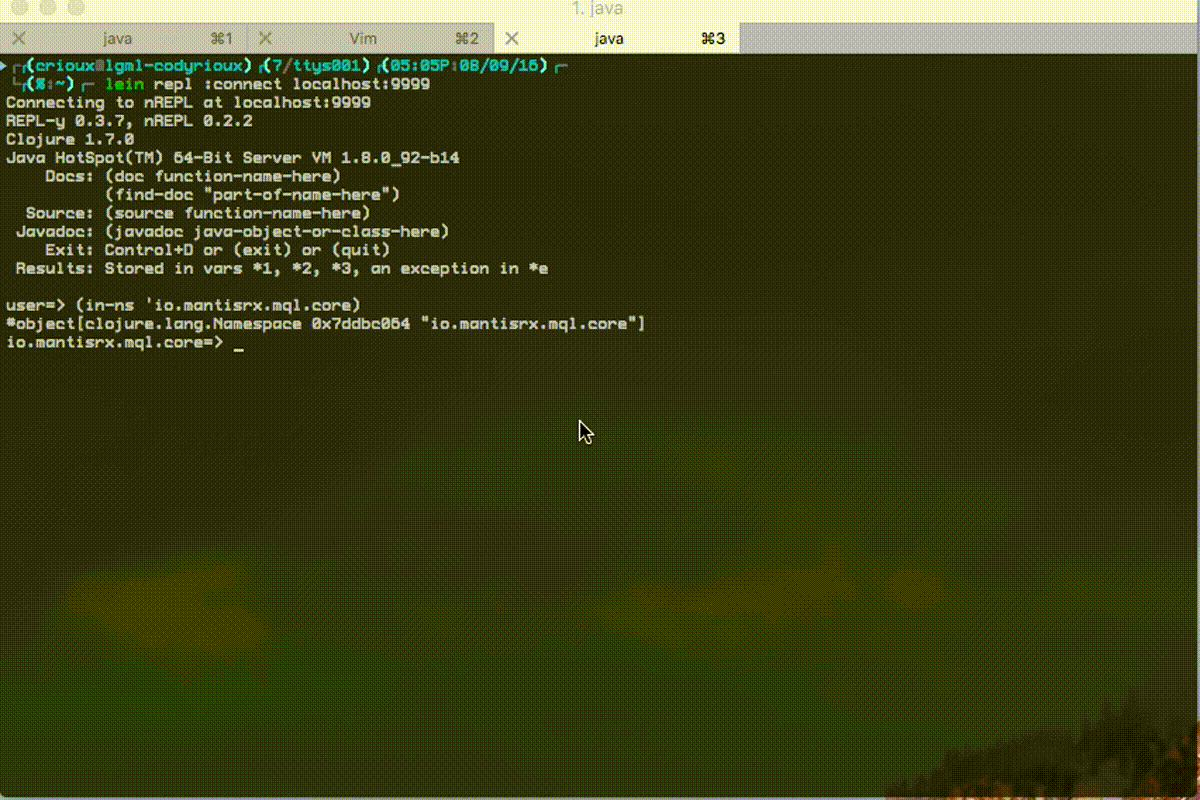 1. java
java ⌘1 Vim ⌘2 java ⌘3
(crioux@lgml-codyrioux) (7/ttys001) (05:05P:08/09/16)
(%:~) lein repl :connect localhost:9999
Connecting to nREPL at localhost:9999
REPL-y 0.3.7, nREPL 0.2.2
Clojure 1.7.0
Java HotSpot(TM) 64-Bit Server VM 1.8.0_92-b14
Docs: (doc function-name-here)
(find-doc "part-of-name-here")
Source: (source function-name-here)
Javadoc: (javadoc java-object-or-class-here)
Exit: Control+D or (exit) or (quit)
Results: Stored in vars *1, *2, *3, an exception in *e
user=> (in-ns 'io.mantisrx.mql.core)
#object[clojure.lang.Namespace 0x7ddbc064 "io.mantisrx.mql.core"]
io.mantisrx.mql.core=> _